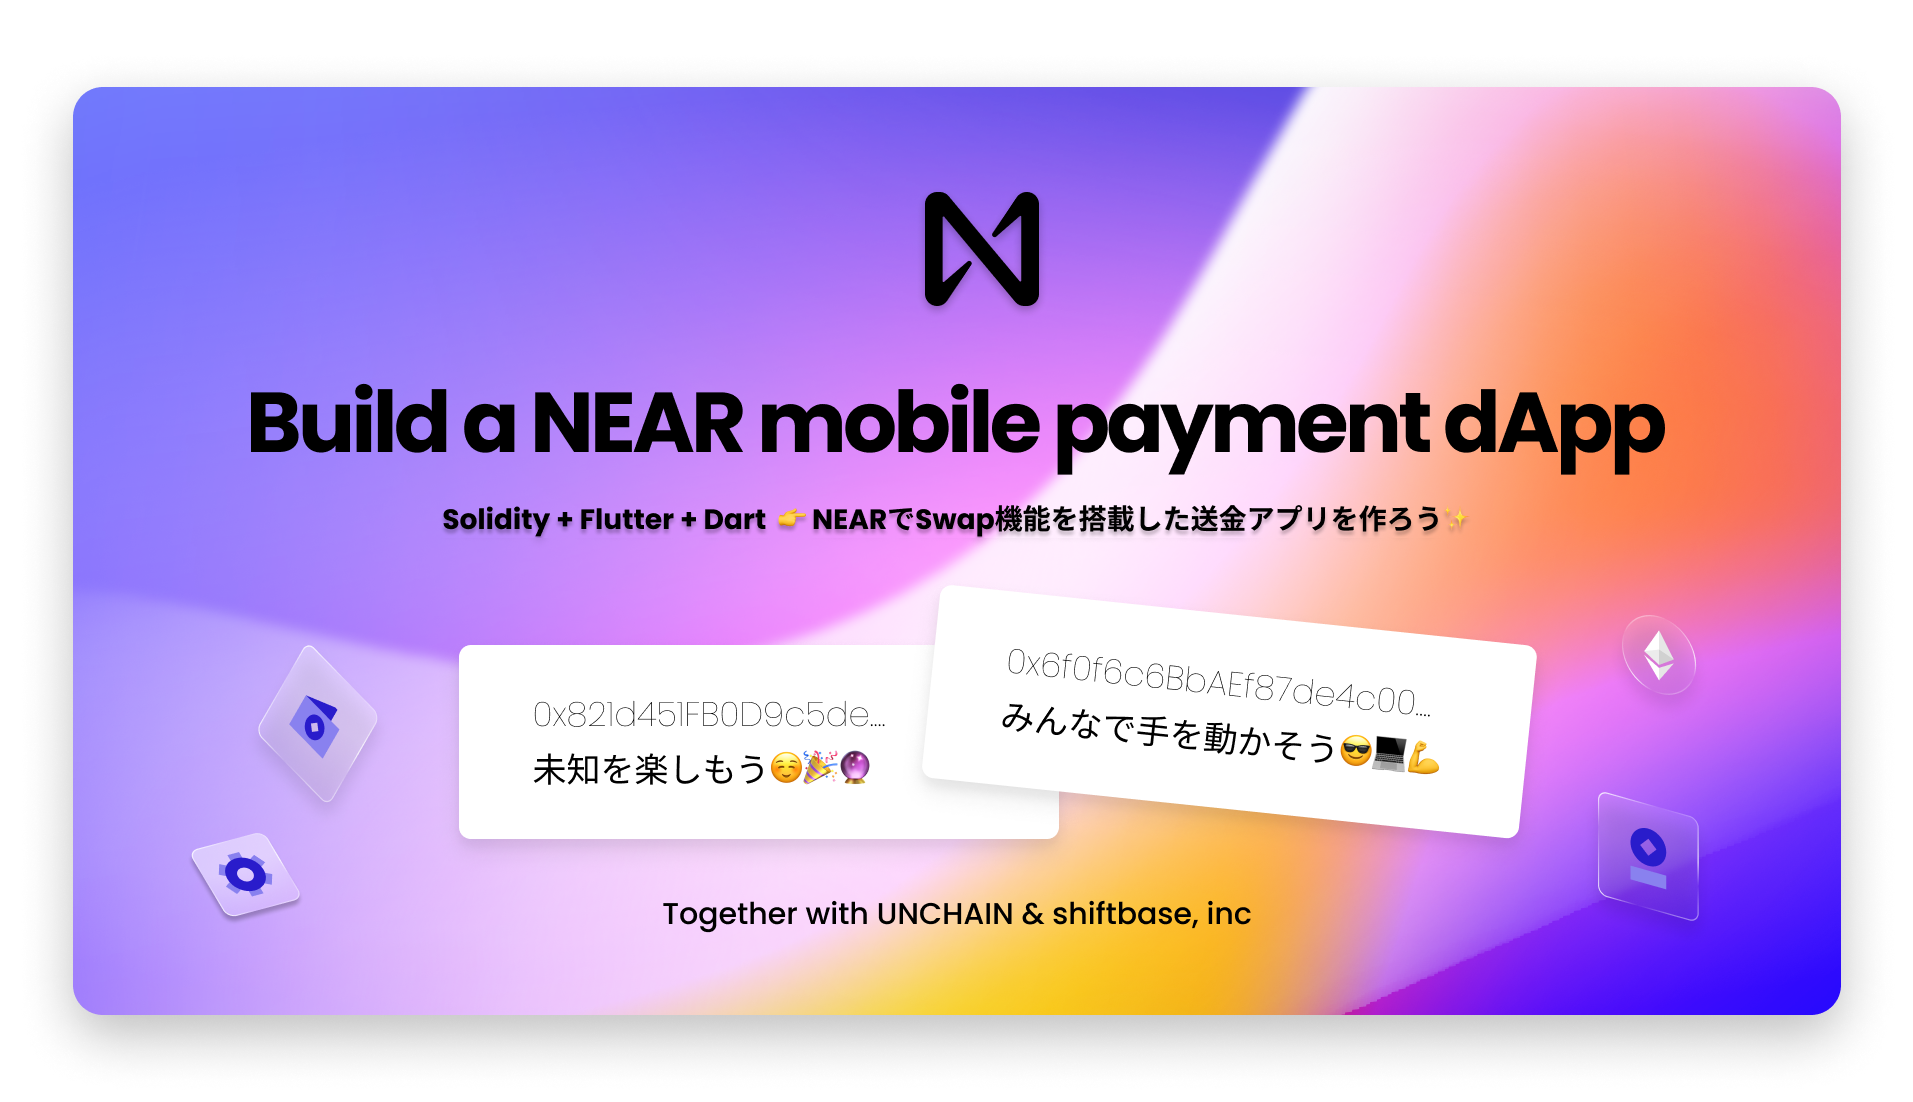 Build a NEAR mobile payment dApp
Solidity + Flutter + Dart 👉 NEARでSwap機能を搭載した送金アプリを作ろう✨
0x821d451FB0D9c5de....
未知を楽しもう☺️🎉🔮
0x6f0f6c6BbAEf87de4c00....
みんなで手を動かそう😎💻💪
Together with UNCHAIN & shiftbase, inc